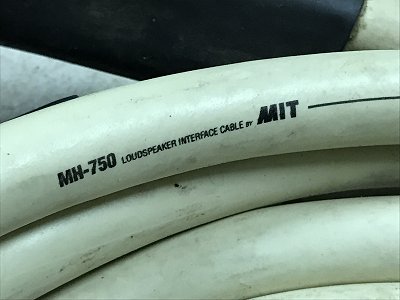 MH-750 LOUDSPEAKER INTERFACE CABLE BY MIT